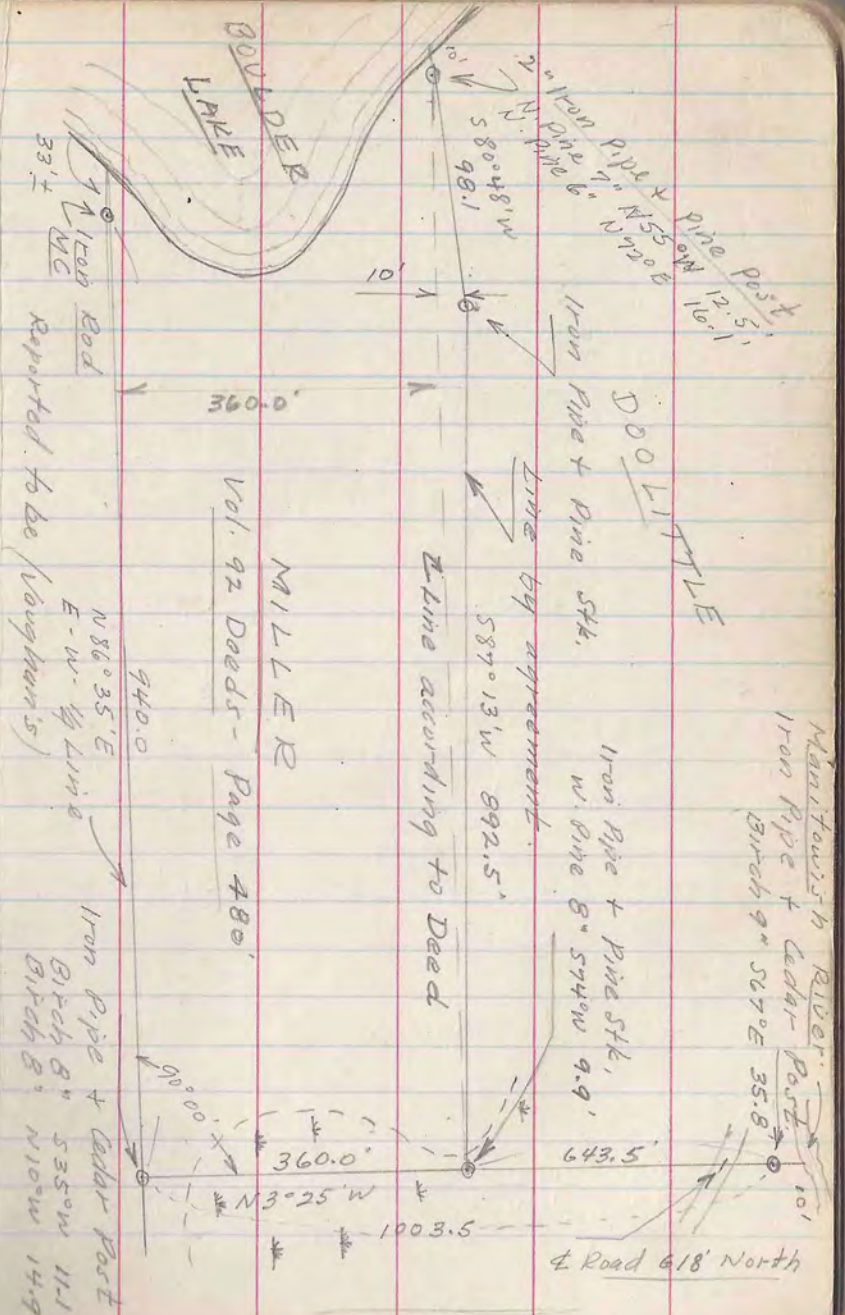 BOULDER
LAKE
2" Iron pipe & pine post
N. pine 7" N55°W 12.5'
N. pine 6" N42°E 16.1
10'
S80°48'W
98.1
10'
DOOLITTLE
Iron Pipe & Pine Stk.
Line by agreement
S87°13'W 892.5'
Line according to Deed
Manitowish River
Iron Pipe & Cedar Post
Birch 9" S67°E 35.8
10'
Iron Pipe & Pine Stk,
W. Pine 8" S74°W 9.9'
360.0'
MILLER
Vol. 92 Deeds - Page 480
33'±
Iron Rod
MC
Reported to be (Vaughan's)
940.0
N86°35'E
E-W-¼ Line
90°00'
Iron Pipe & Cedar Post
Birch 8" S35°W 11.1
Birch 8" N10°W 14.9
360.0'
N3°25'W
643.5'
1003.5
℄ Road 618' North